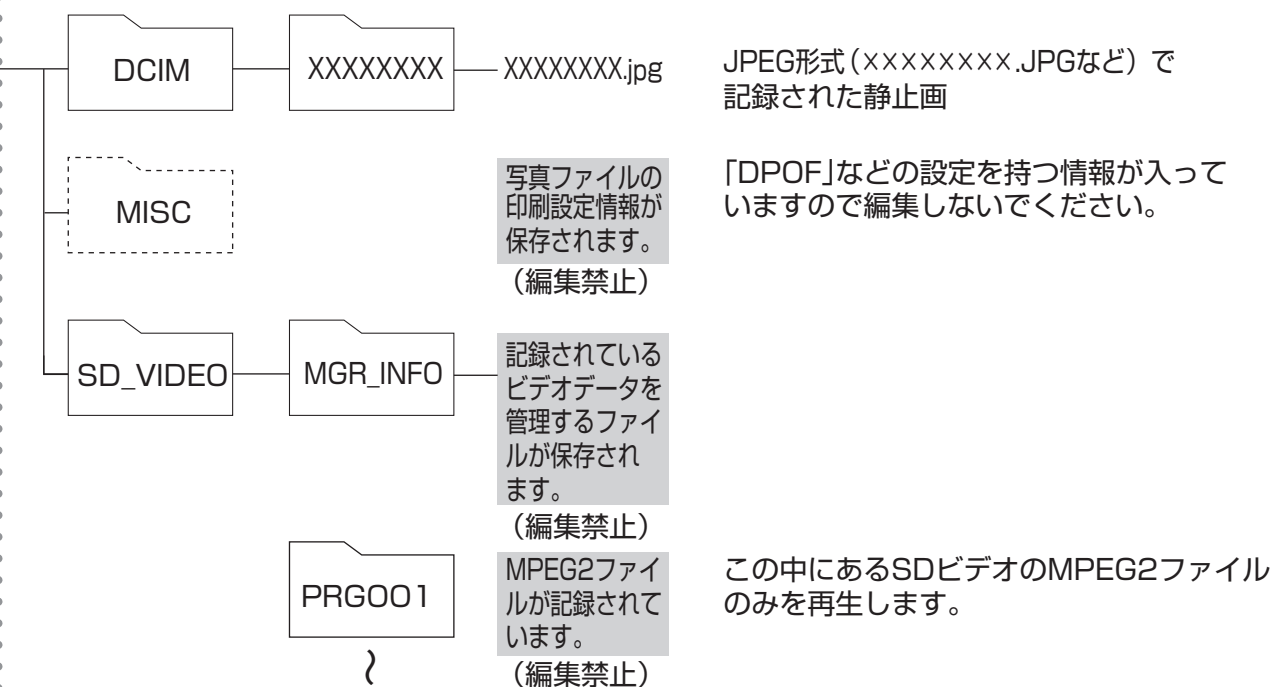 DCIM
XXXXXXXX
XXXXXXXX.jpg
JPEG形式（××××××××.JPGなど）で
記録された静止画
MISC
写真ファイルの
印刷設定情報が
保存されます。
（編集禁止）
「DPOF」などの設定を持つ情報が入って
いますので編集しないでください。
SD_VIDEO
MGR_INFO
記録されている
ビデオデータを
管理するファイ
ルが保存され
ます。
（編集禁止）
PRG001
〜
MPEG2ファイ
ルが記録されて
います。
（編集禁止）
この中にあるSDビデオのMPEG2ファイル
のみを再生します。